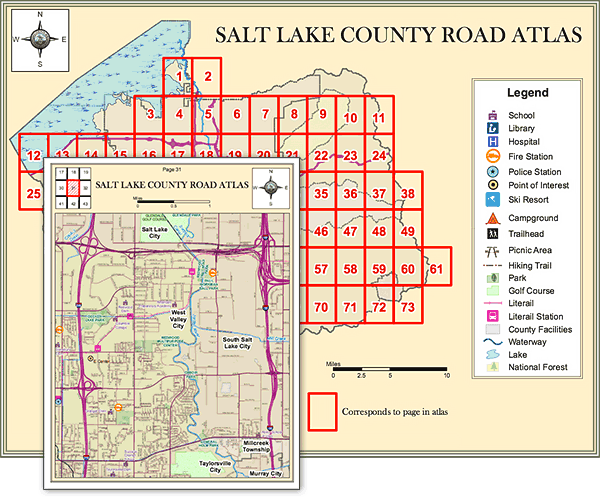 SALT LAKE COUNTY ROAD ATLAS
N
W E
S
1 2
3 4 5 6 7 8 9 10 11
12 13 14 15 16 17 18 19 20 21 22 23 24
25
35 36 37 38
46 47 48 49
57 58 59 60 61
70 71 72 73
Legend
School
Library
Hospital
Fire Station
Police Station
Point of Interest
Ski Resort
Campground
Trailhead
Picnic Area
Hiking Trail
Park
Golf Course
Literail
Literail Station
County Facilities
Waterway
Lake
National Forest
Miles
0 2.5 5 10
Corresponds to page in atlas
Page 31
17 18 19
30 31 32
41 42 43
SALT LAKE COUNTY ROAD ATLAS
Miles
0 0.5 1
N
W E
S
GLENDALE
GOLF COURSE
GLENDALE PARK
Salt Lake
City
West
Valley
City
South Salt
Lake City
Millcreek
Township
Taylorsville
City
Murray City